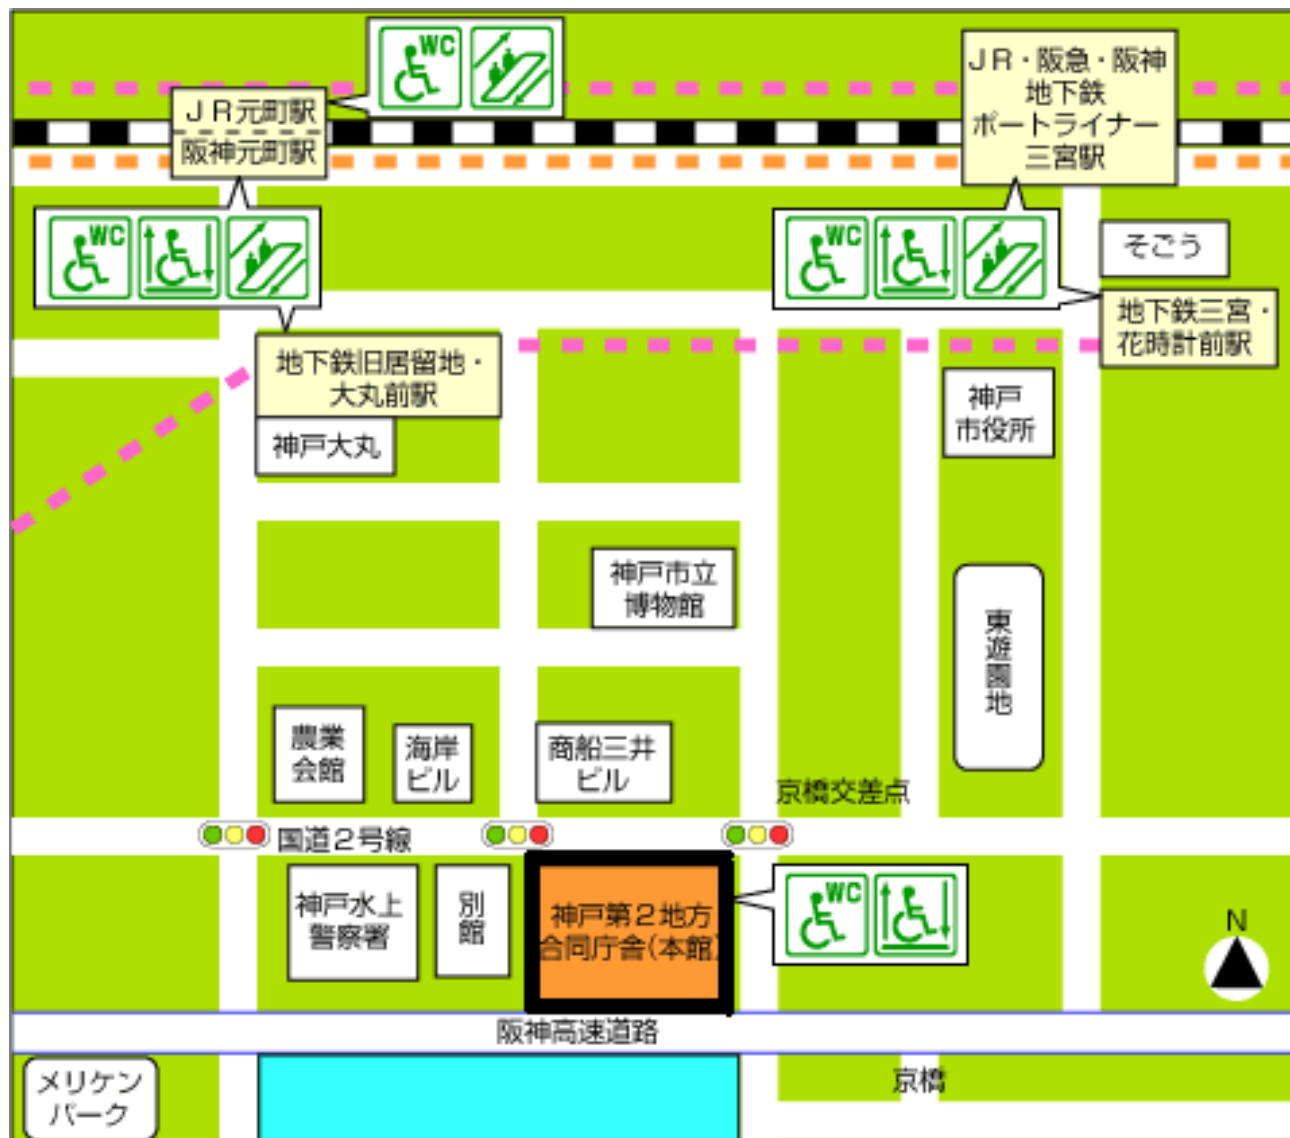 WC
ＪＲ元町駅
阪神元町駅
ＪＲ・阪急・阪神
地下鉄
ポートライナー
三宮駅
WC
WC
そごう
地下鉄三宮・
花時計前駅
地下鉄旧居留地・
大丸前駅
神戸大丸
神戸
市役所
神戸市立
博物館
東遊園地
農業
会館
海岸
ビル
商船三井
ビル
京橋交差点
国道２号線
神戸水上
警察署
別館
神戸第２地方
合同庁舎(本館)
WC
N
阪神高速道路
メリケン
パーク
京橋